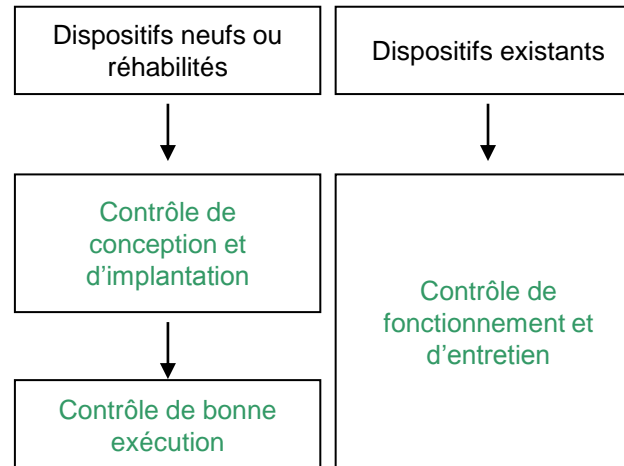 Dispositifs neufs ou
réhabilités
Dispositifs existants
Contrôle de
conception et
d'implantation
Contrôle de
fonctionnement et
d'entretien
Contrôle de bonne
exécution